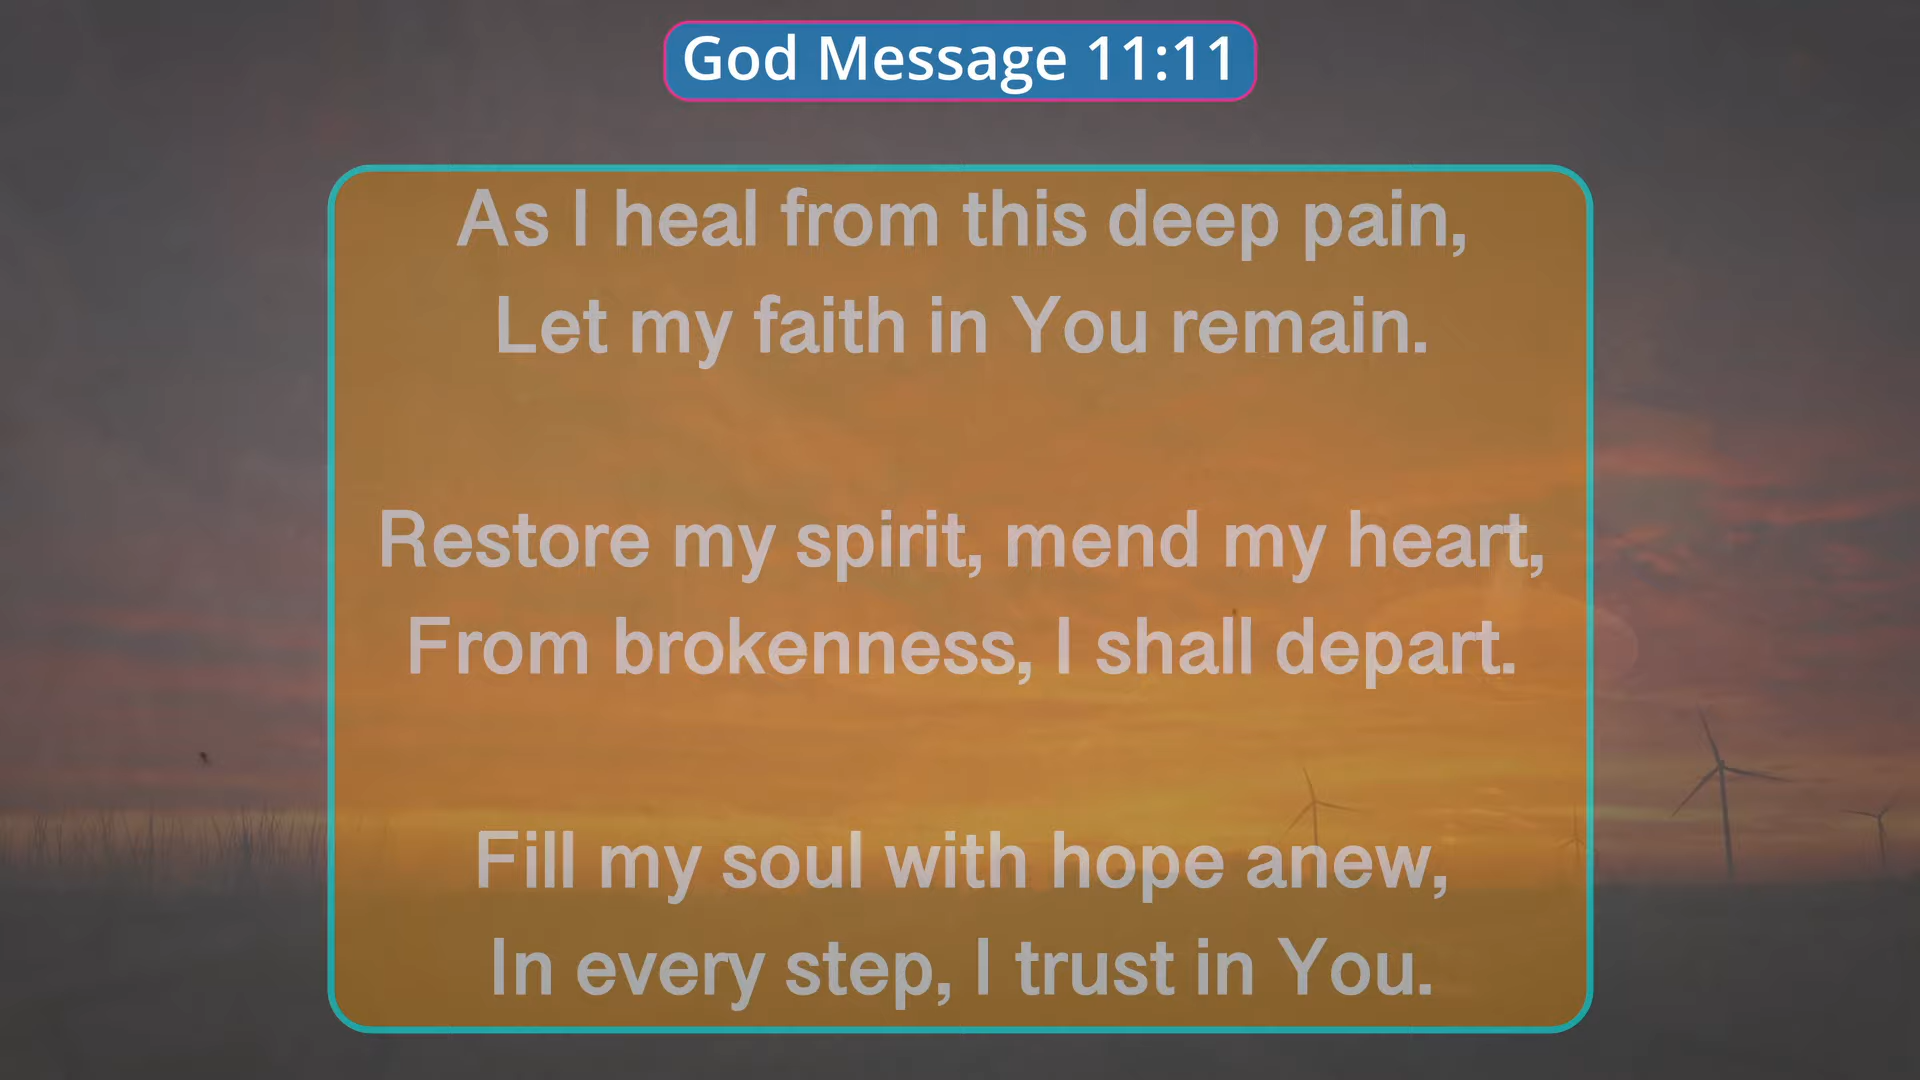 God Message 11:11
As I heal from this deep pain,
Let my faith in You remain.
Restore my spirit, mend my heart,
From brokenness, I shall depart.
Fill my soul with hope anew,
In every step, I trust in You.